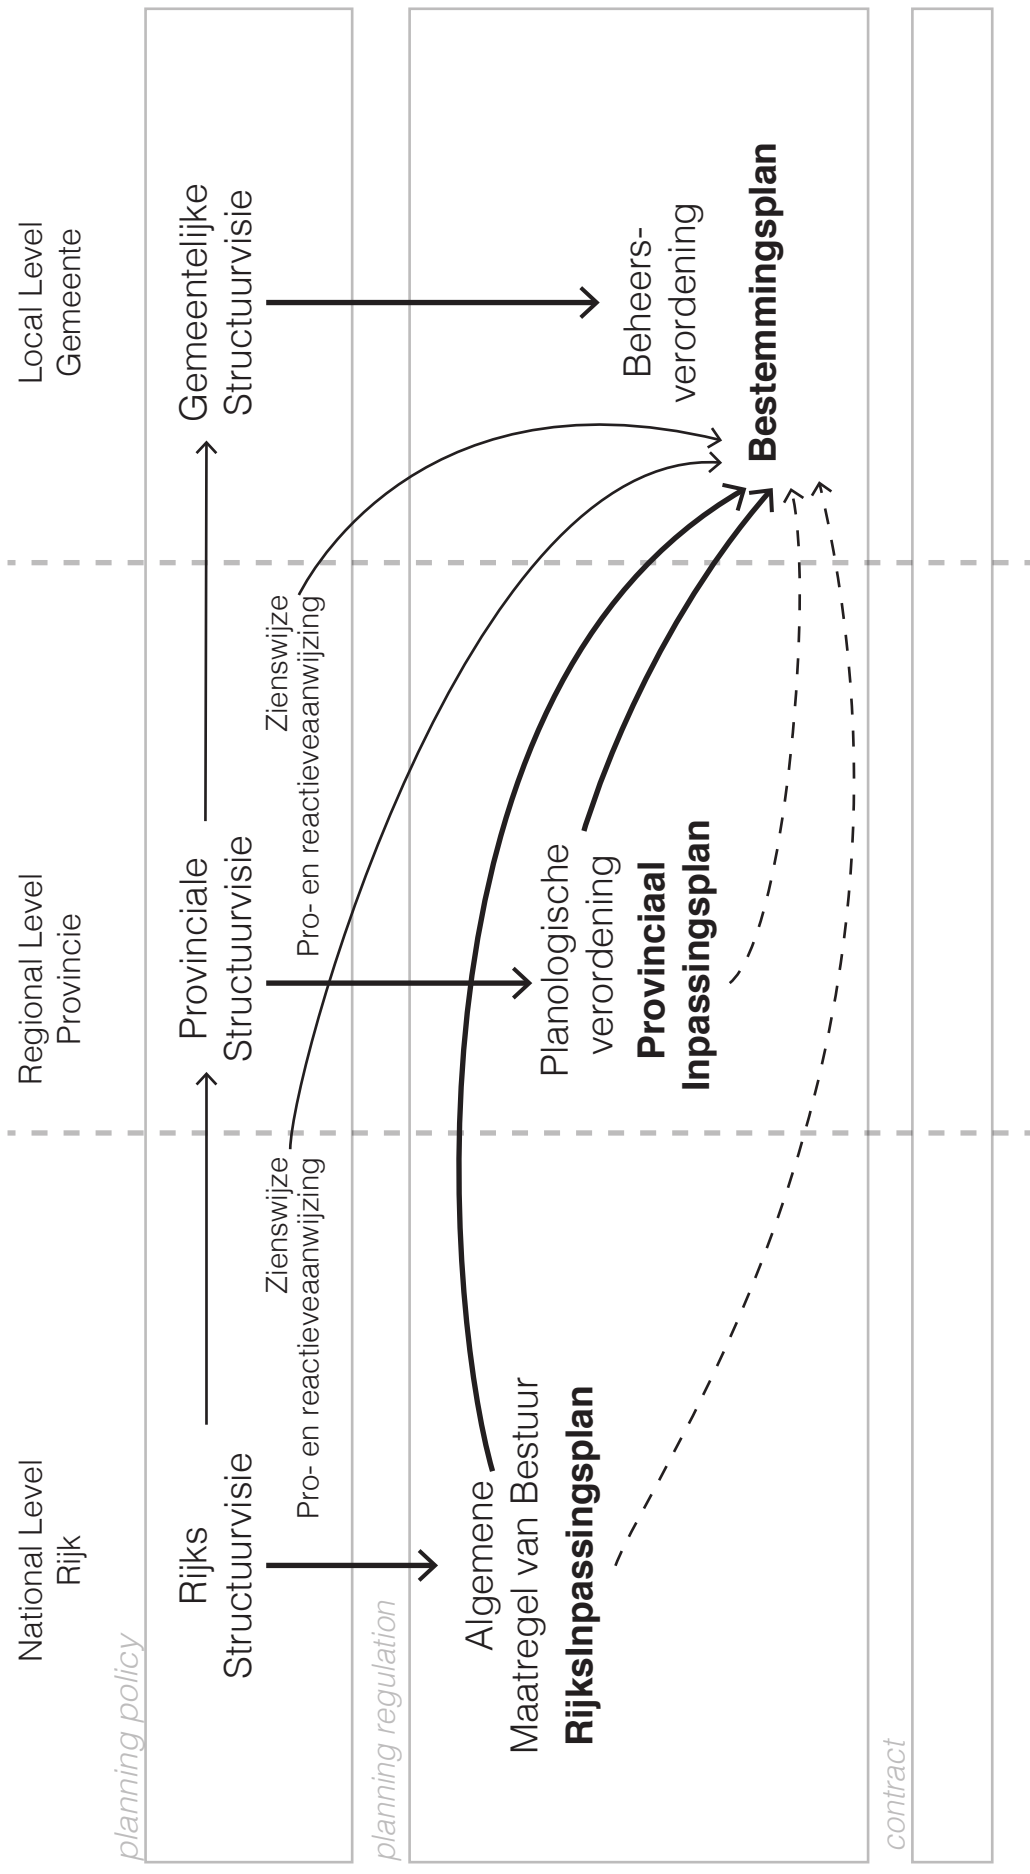 National Level
Rijk
Regional Level
Provincie
Local Level
Gemeente
planning policy
Rijks
Structuurvisie
Provinciale
Structuurvisie
Gemeentelijke
Structuurvisie
Zienswijze
Pro- en reactieveaanwijzing
Zienswijze
Pro- en reactieveaanwijzing
planning regulation
Algemene
Maatregel van Bestuur
RijksInpassingsplan
Planologische
verordening
Provinciaal
Inpassingsplan
Beheers-
verordening
Bestemmingsplan
contract